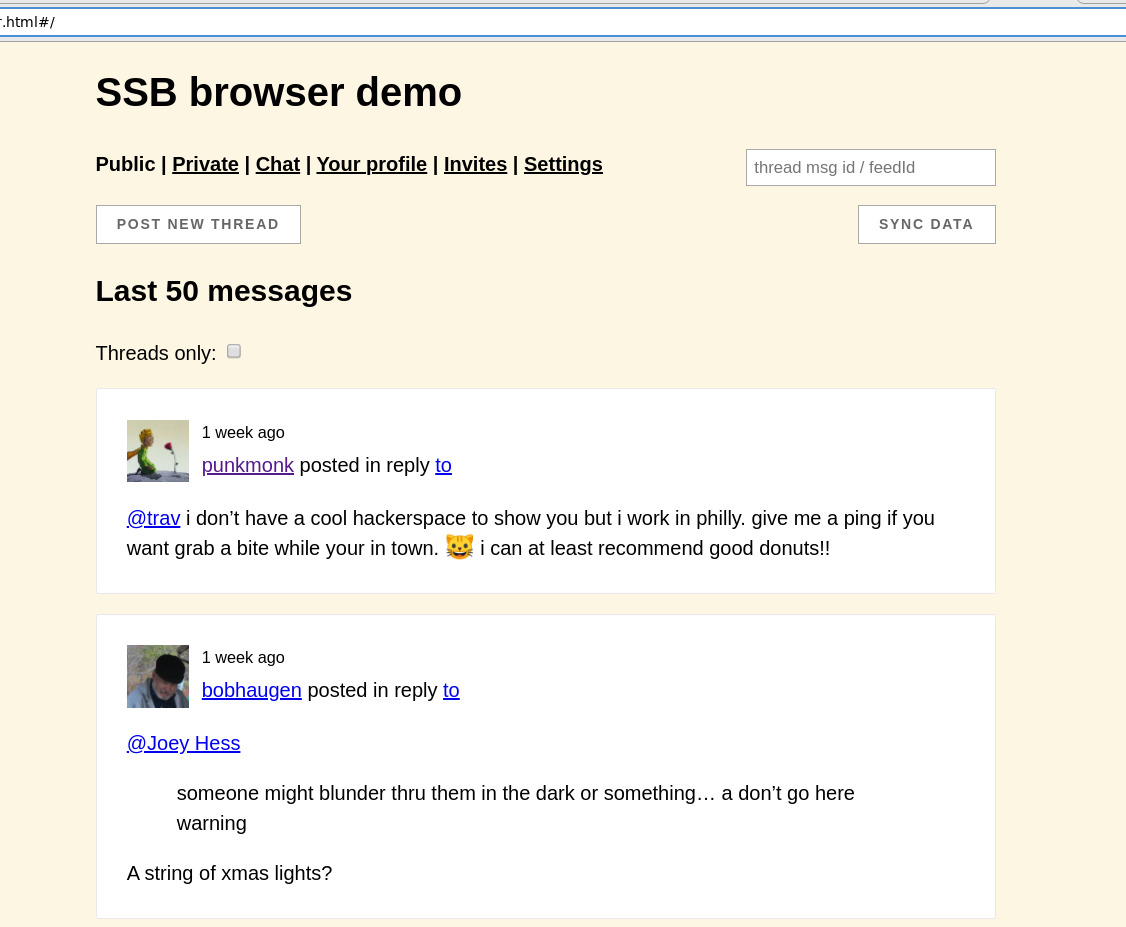 .html#/
SSB browser demo
Public | Private | Chat | Your profile | Invites | Settings
thread msg id / feedId
POST NEW THREAD
SYNC DATA
Last 50 messages
Threads only:
1 week ago
punkmonk posted in reply to
@trav i don’t have a cool hackerspace to show you but i work in philly. give me a ping if you
want grab a bite while your in town. 😺 i can at least recommend good donuts!!
1 week ago
bobhaugen posted in reply to
@Joey Hess
someone might blunder thru them in the dark or something… a don’t go here
warning
A string of xmas lights?